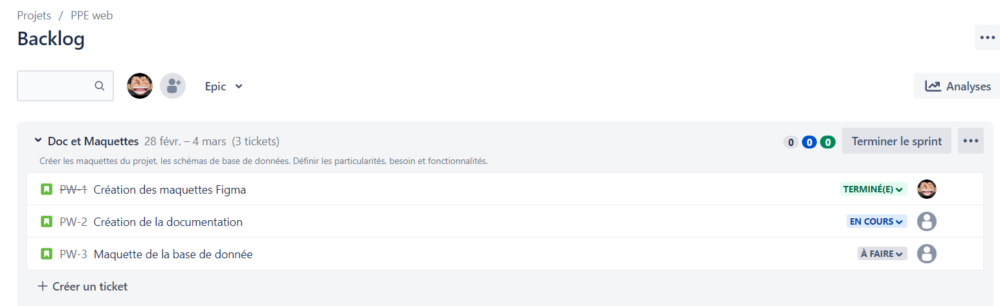 Projets / PPE web
Backlog
Epic
Analyses
Doc et Maquettes 28 févr. – 4 mars (3 tickets) 0 0 0 Terminer le sprint
Créer les maquettes du projet, les schémas de base de données. Définir les particularités, besoin et fonctionnalités.
PW-1 Création des maquettes Figma TERMINÉ(E)
PW-2 Création de la documentation EN COURS
PW-3 Maquette de la base de donnée À FAIRE
+ Créer un ticket